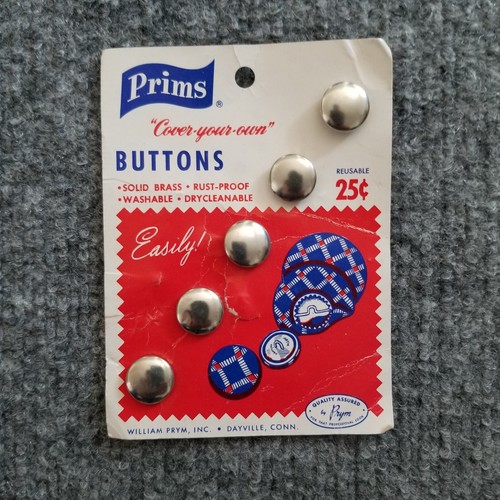 Prims
®
"Cover-your-own"
BUTTONS
REUSABLE
25¢
•SOLID BRASS • RUST-PROOF
•WASHABLE • DRYCLEANABLE
Easily!
QUALITY ASSURED
by Prym
WILLIAM PRYM, INC. • DAYVILLE, CONN.